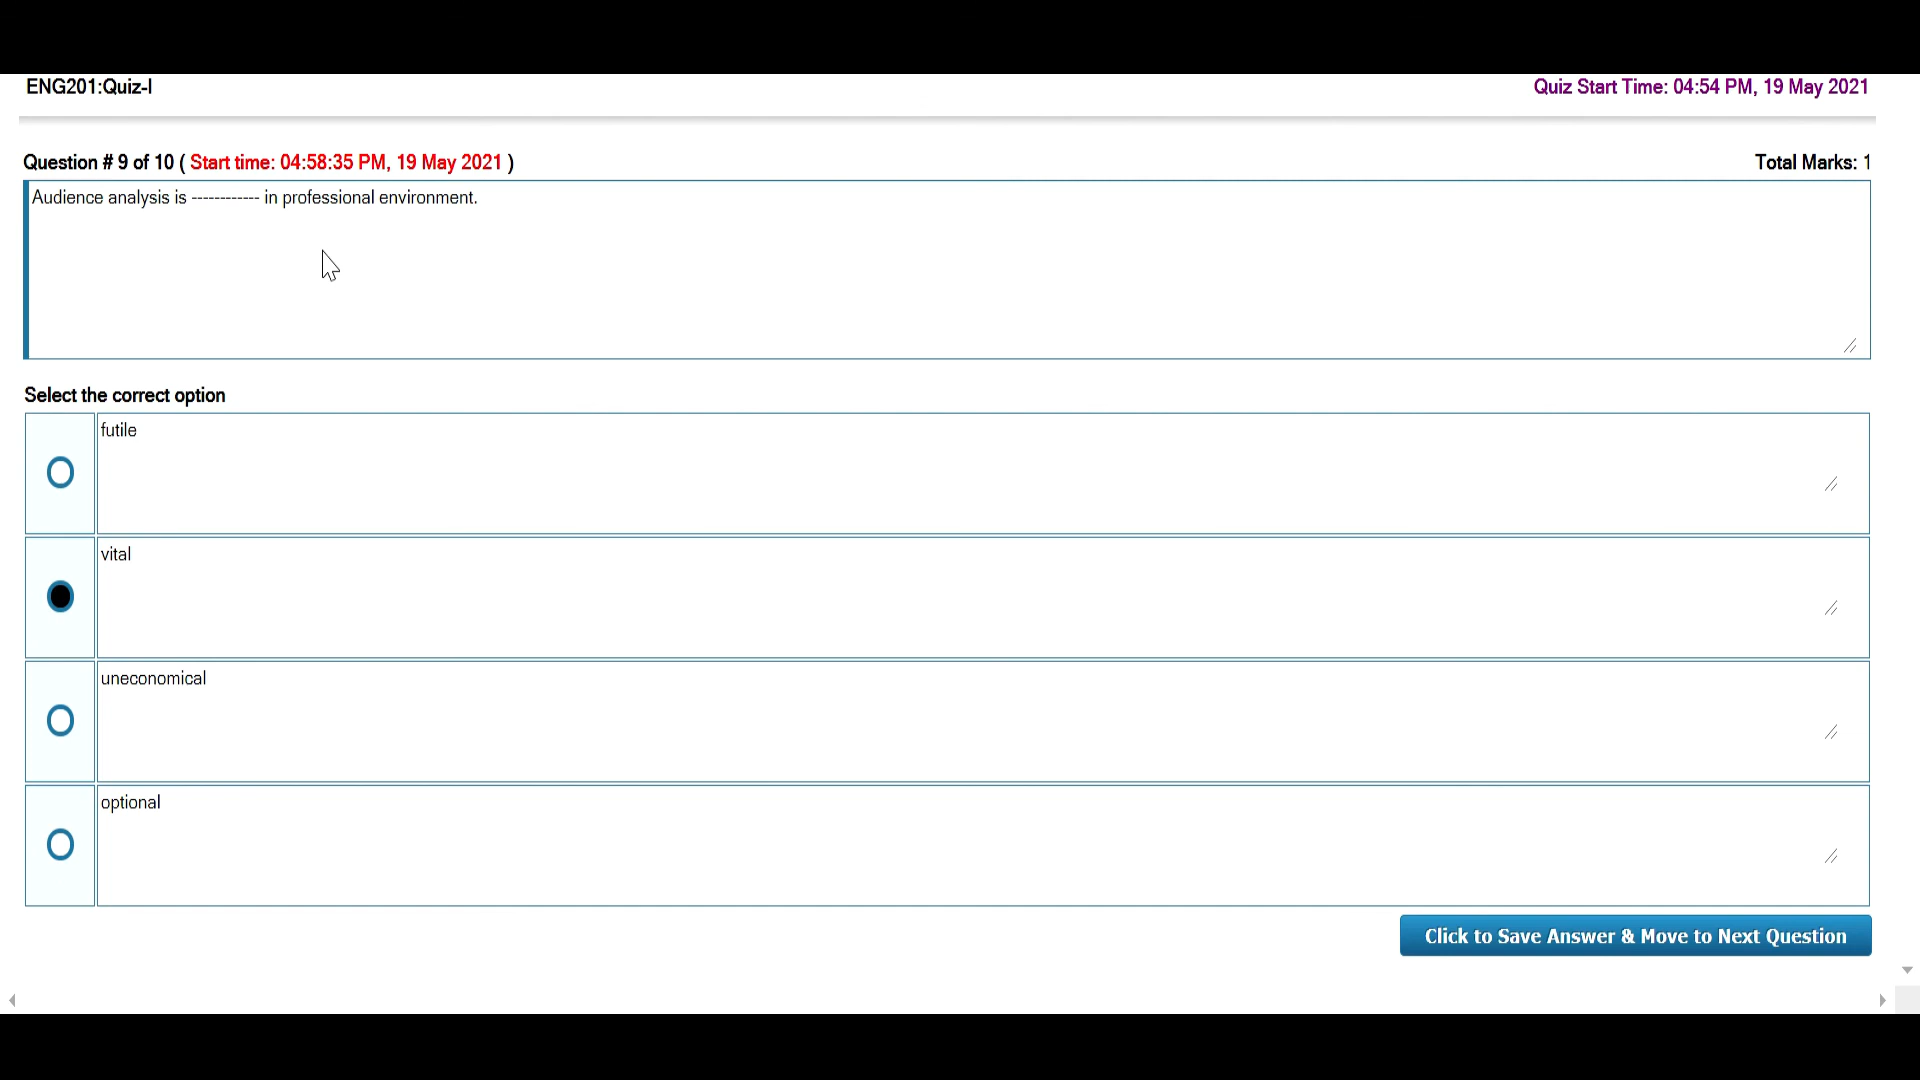 ENG201:Quiz-I
Quiz Start Time: 04:54 PM, 19 May 2021
Question # 9 of 10 ( Start time: 04:58:35 PM, 19 May 2021 )
Total Marks: 1
Audience analysis is ------------ in professional environment.
Select the correct option
futile
vital
uneconomical
optional
Click to Save Answer & Move to Next Question